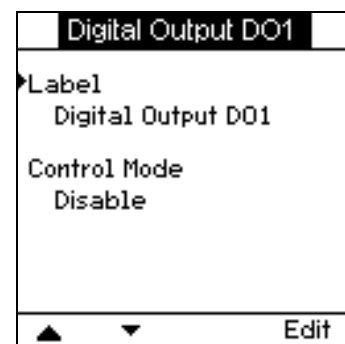 Digital Output DO1
Label
Digital Output DO1
Control Mode
Disable
Edit